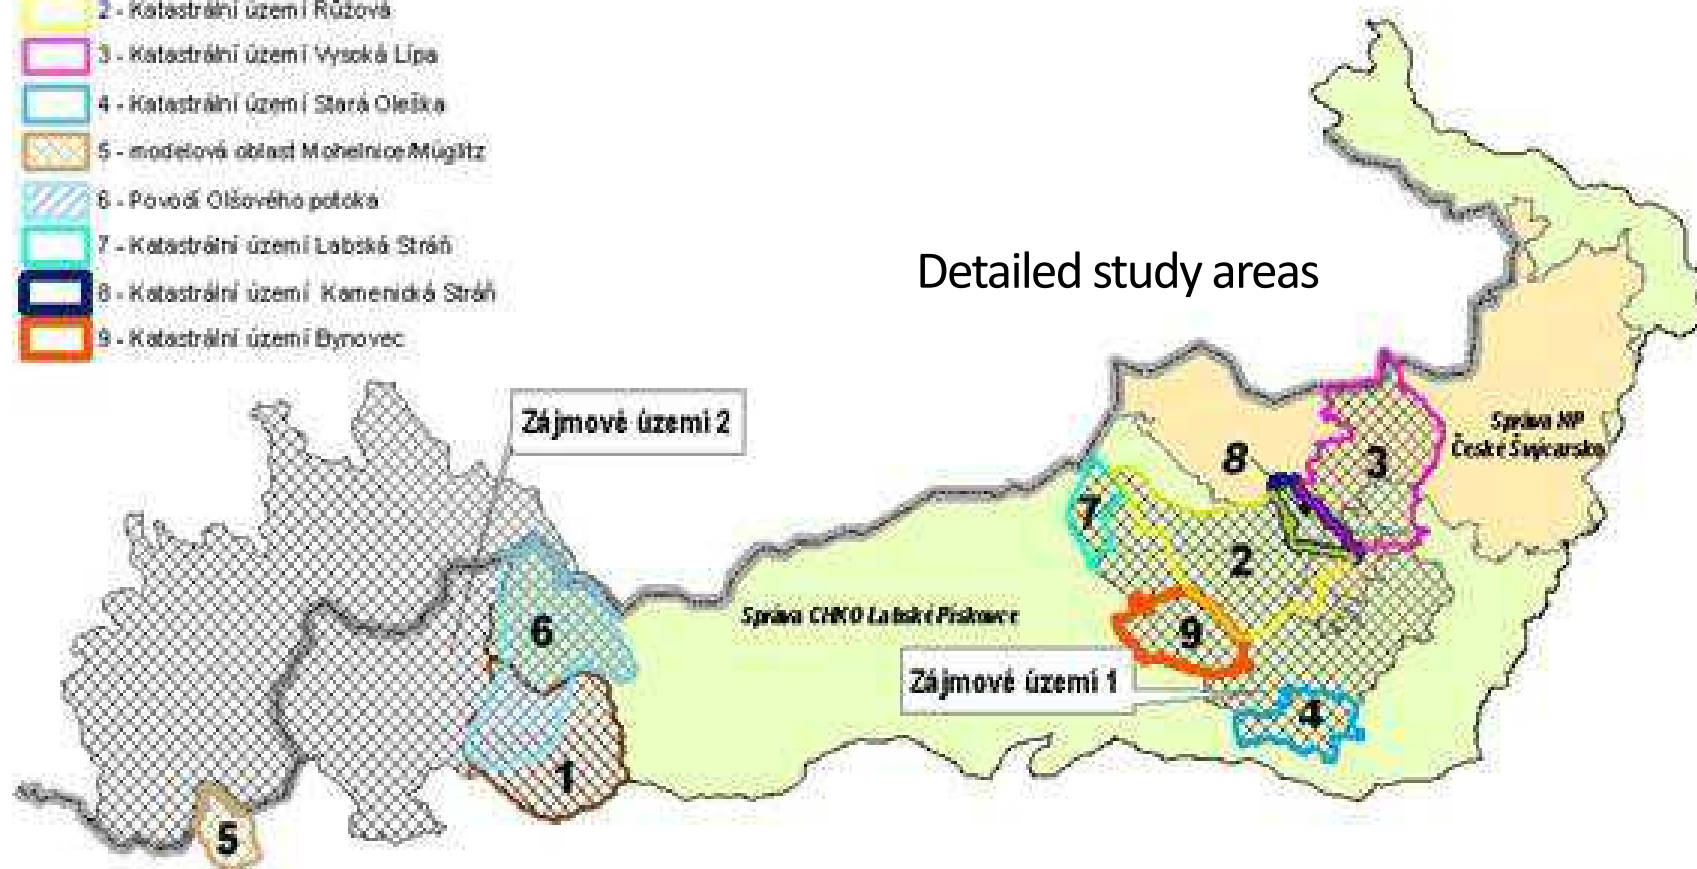 2 - Katastrální území Růžová
3 - Katastrální území Vysoká Lípa
4 - Katastrální území Stará Oleška
5 - modelová oblast Mohelnice/Müglitz
6 - Povodí Olšového potoka
7 - Katastrální území Labská Stráň
8 - Katastrální území Kamenická Stráň
9 - Katastrální území Bynovec
Detailed study areas
Zájmové území 2
Správa NP
České Švýcarsko
8
3
7
2
Správa CHKO Labské Pískovce
6
9
Zájmové území 1
4
1
5